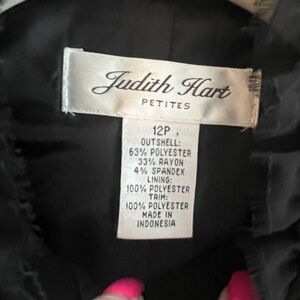 Judith Hart
PETITES
12P
OUTSHELL:
63% POLYESTER
33% RAYON
4% SPANDEX
LINING:
100% POLYESTER
TRIM:
100% POLYESTER
MADE IN
INDONESIA